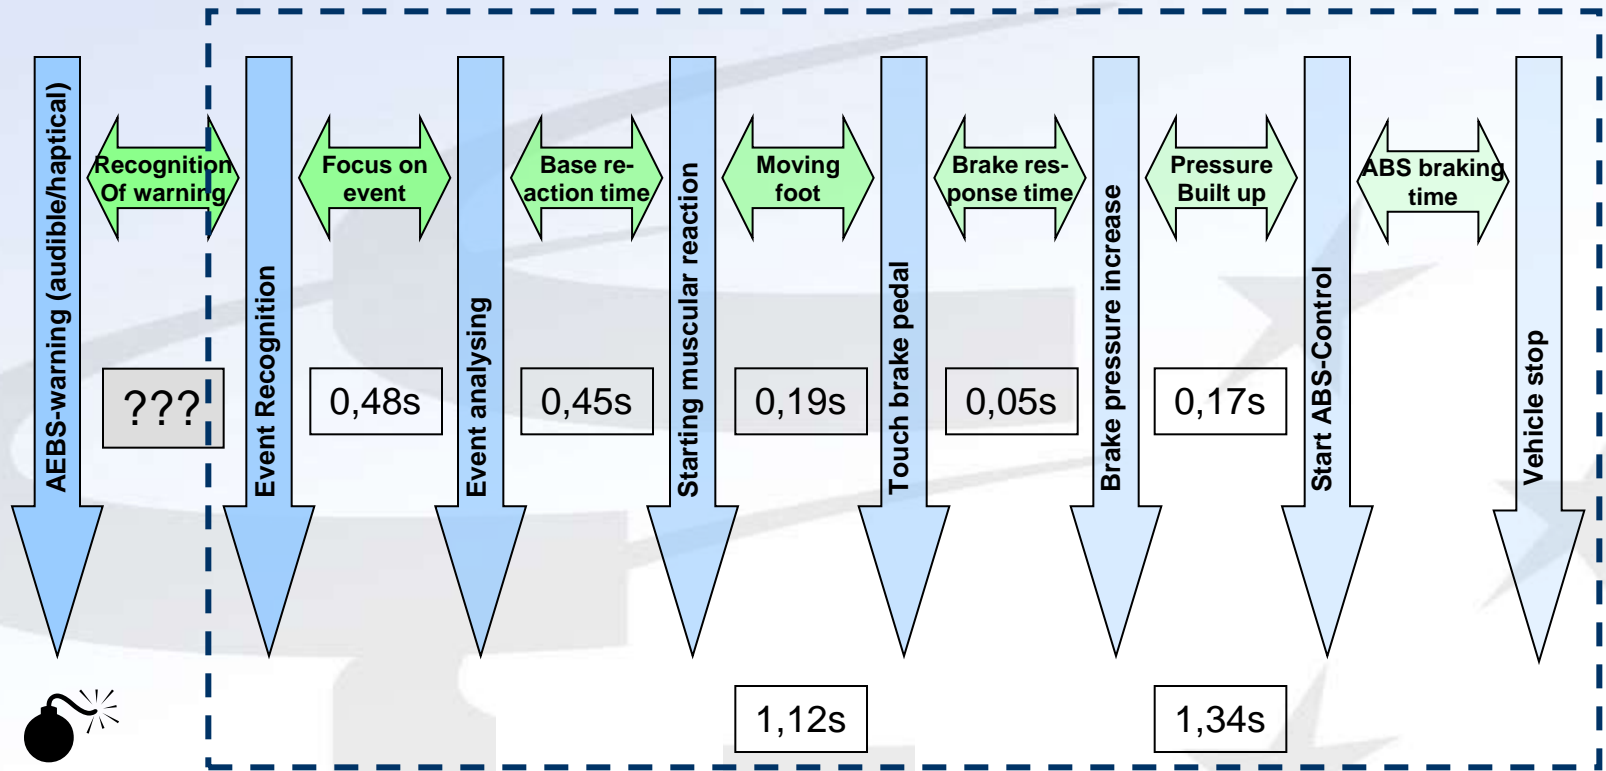 AEBS-warning (audible/haptical)
Recognition
Of warning
???
Event Recognition
Focus on
event
0,48s
Event analysing
Base re-
action time
0,45s
Starting muscular reaction
Moving
foot
0,19s
Touch brake pedal
Brake res-
ponse time
0,05s
Brake pressure increase
Pressure
Built up
0,17s
Start ABS-Control
ABS braking
time
Vehicle stop
1,12s
1,34s